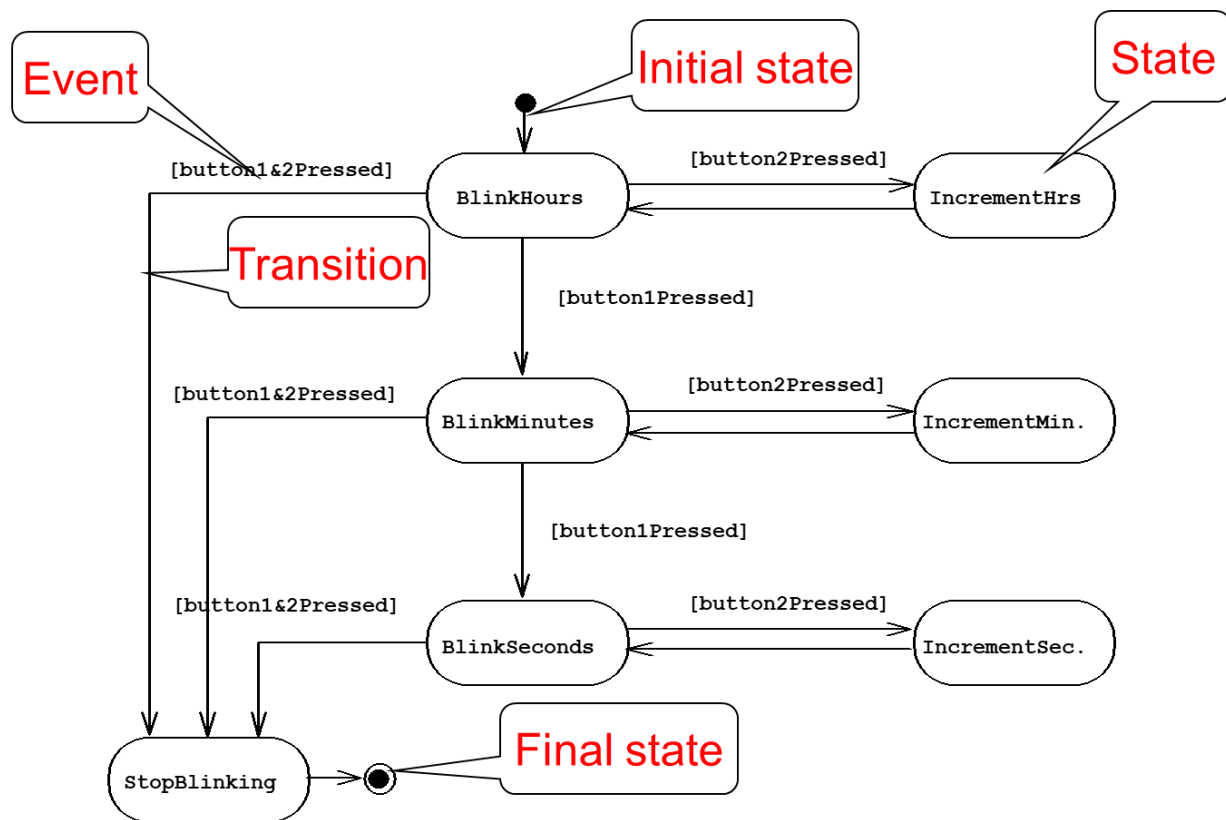 Event
Initial state
State
[button1&2Pressed]
[button2Pressed]
BlinkHours
IncrementHrs
Transition
[button1Pressed]
[button1&2Pressed]
[button2Pressed]
BlinkMinutes
IncrementMin.
[button1Pressed]
[button1&2Pressed]
[button2Pressed]
BlinkSeconds
IncrementSec.
Final state
StopBlinking